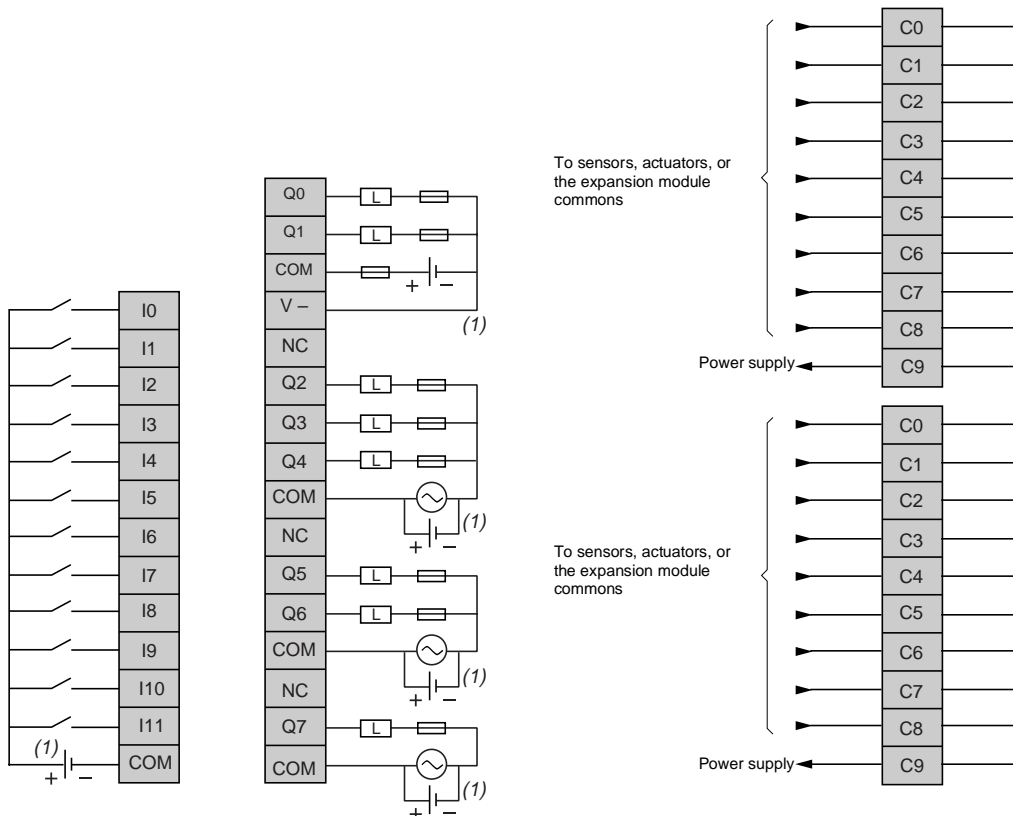 I0
I1
I2
I3
I4
I5
I6
I7
I8
I9
I10
I11
(1)
+ −
COM
Q0 L
Q1 L
COM
+ −
V –
(1)
NC
Q2 L
Q3 L
Q4 L
COM
(1)
+ −
NC
Q5 L
Q6 L
COM
(1)
+ −
NC
Q7 L
COM
(1)
+ −
To sensors, actuators, or
the expansion module
commons
C0
C1
C2
C3
C4
C5
C6
C7
C8
Power supply C9
To sensors, actuators, or
the expansion module
commons
C0
C1
C2
C3
C4
C5
C6
C7
C8
Power supply C9